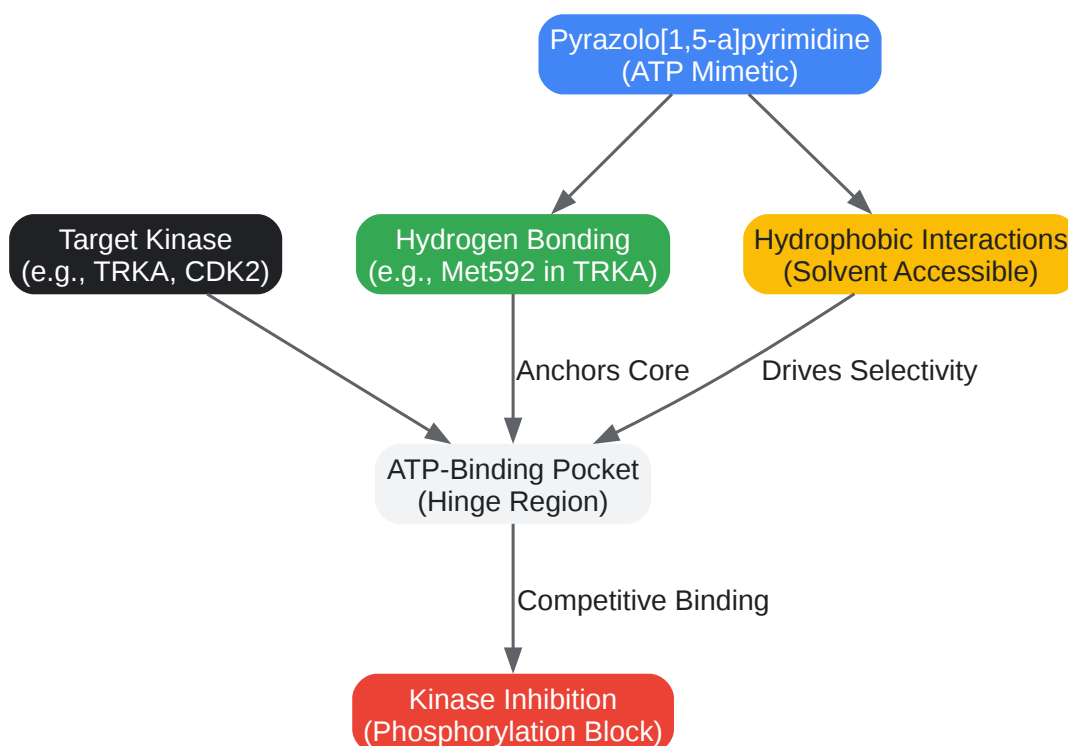 Pyrazolo[1,5-a]pyrimidine
(ATP Mimetic)
Target Kinase
(e.g., TRKA, CDK2)
Hydrogen Bonding
(e.g., Met592 in TRKA)
Hydrophobic Interactions
(Solvent Accessible)
Anchors Core
Drives Selectivity
ATP-Binding Pocket
(Hinge Region)
Competitive Binding
Kinase Inhibition
(Phosphorylation Block)